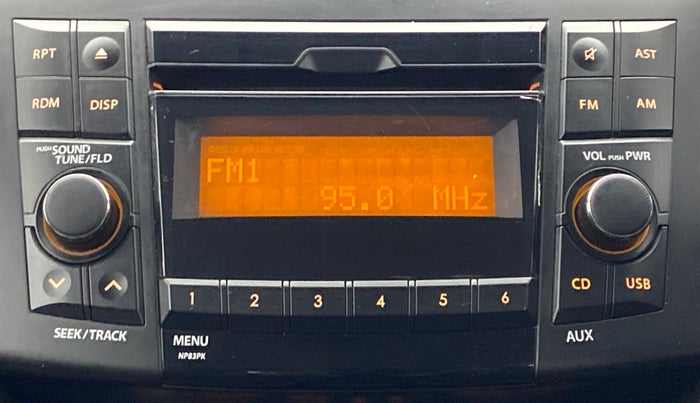 RPT
AST
RDM
DISP
FM
AM
PUSH SOUND
TUNE/FLD
VOL PUSH PWR
FM1
95.0 MHz
1 2 3 4 5 6
CD
USB
SEEK/TRACK
MENU
AUX
NP83PK